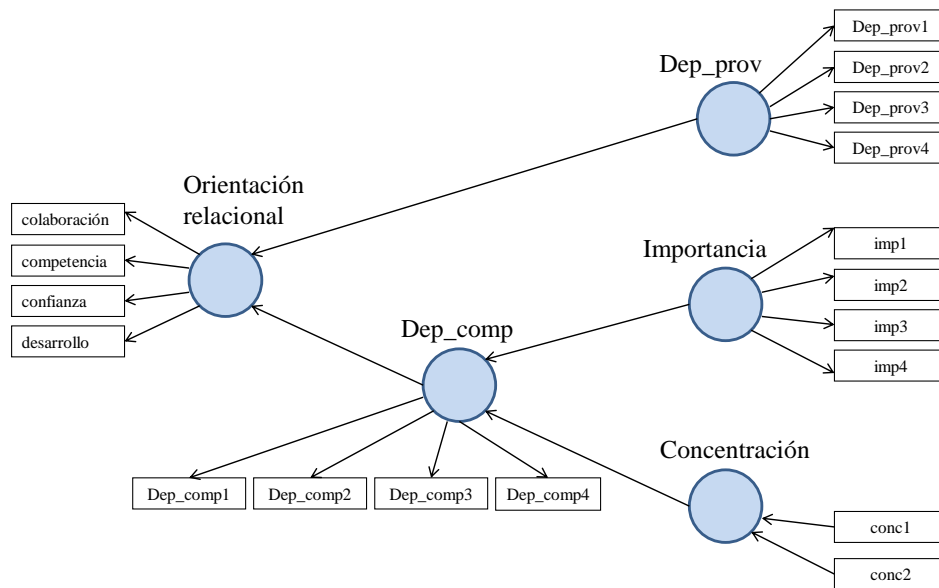 Dep_prov1
Dep_prov2
Dep_prov3
Dep_prov4
Dep_prov
Orientación
relacional
colaboración
competencia
confianza
desarrollo
Importancia
imp1
imp2
imp3
imp4
Dep_comp
Dep_comp1
Dep_comp2
Dep_comp3
Dep_comp4
Concentración
conc1
conc2